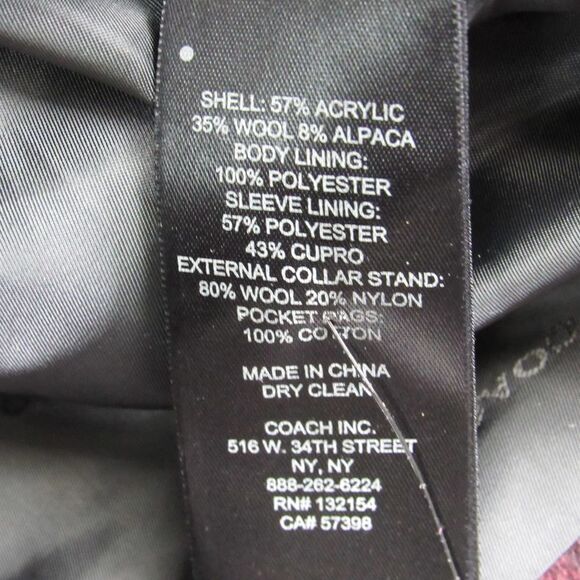 SHELL: 57% ACRYLIC
35% WOOL 8% ALPACA
BODY LINING:
100% POLYESTER
SLEEVE LINING:
57% POLYESTER
43% CUPRO
EXTERNAL COLLAR STAND:
80% WOOL 20% NYLON
POCKET BAGS:
100% COTTON
MADE IN CHINA
DRY CLEAN
COACH INC.
516 W. 34TH STREET
NY, NY
888-262-6224
RN# 132154
CA# 57398